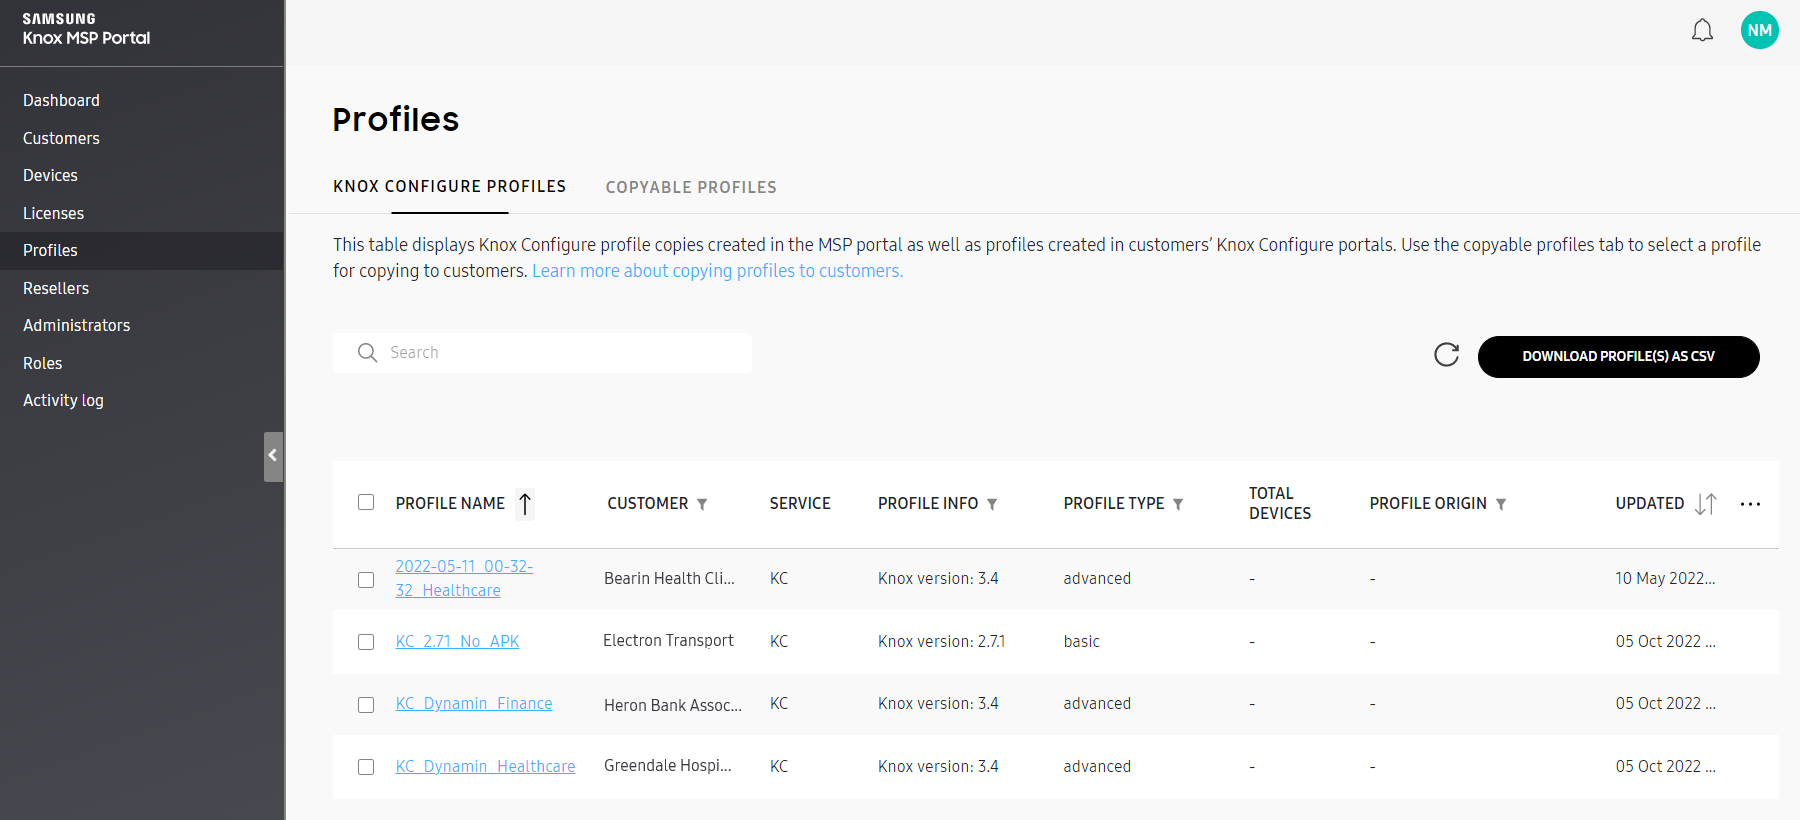 SAMSUNG
Knox MSP Portal
NM
Dashboard
Customers
Devices
Licenses
Profiles
Resellers
Administrators
Roles
Activity log
Profiles
KNOX CONFIGURE PROFILES COPYABLE PROFILES
This table displays Knox Configure profile copies created in the MSP portal as well as profiles created in customers' Knox Configure portals. Use the copyable profiles tab to select a profile
for copying to customers. Learn more about copying profiles to customers.
Search
DOWNLOAD PROFILE(S) AS CSV
PROFILE NAME CUSTOMER SERVICE PROFILE INFO PROFILE TYPE TOTAL DEVICES PROFILE ORIGIN UPDATED ...
2022-05-11_00-32-
32_Healthcare Bearin Health Cli... KC Knox version: 3.4 advanced - - 10 May 2022...
KC_2.71_No_APK Electron Transport KC Knox version: 2.7.1 basic - - 05 Oct 2022 ...
KC_Dynamin_Finance Heron Bank Assoc... KC Knox version: 3.4 advanced - - 05 Oct 2022 ...
KC_Dynamin_Healthcare Greendale Hospi... KC Knox version: 3.4 advanced - - 05 Oct 2022 ...